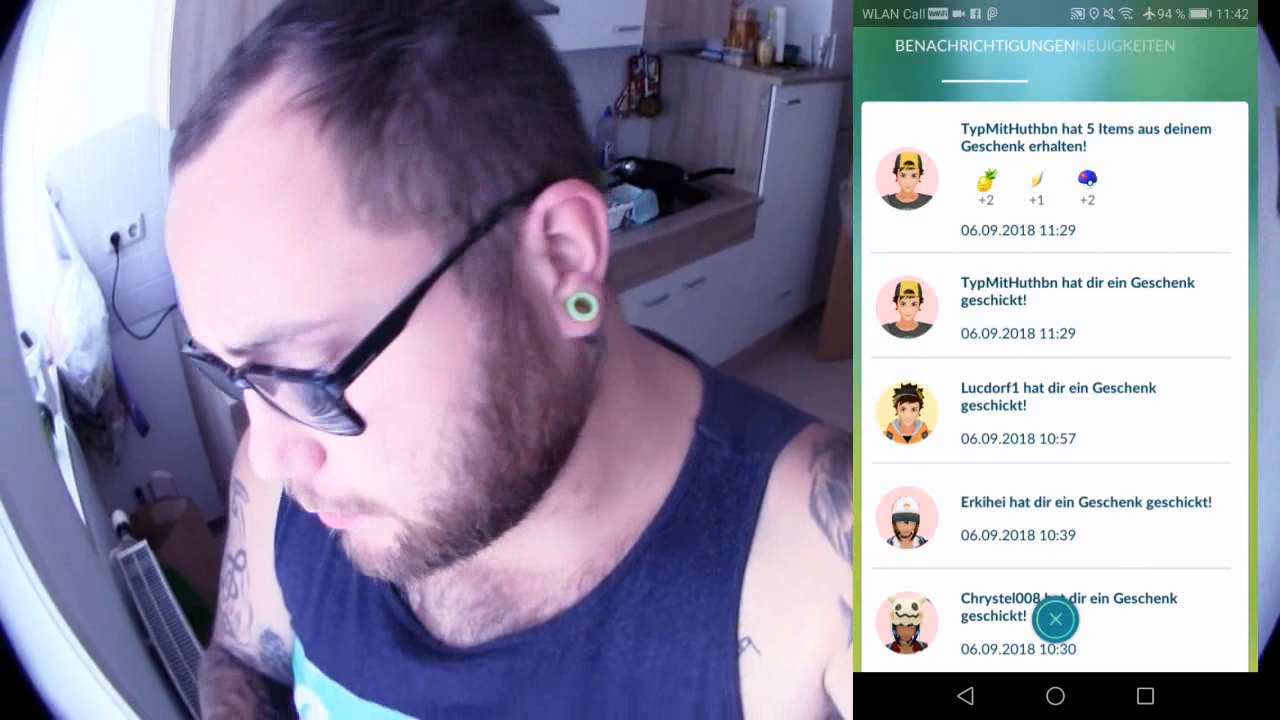 WLAN Call VoWiFi 94 % 11:42
BENACHRICHTIGUNGEN NEUIGKEITEN
TypMitHuthbn hat 5 Items aus deinem
Geschenk erhalten!
+2 +1 +2
06.09.2018 11:29
TypMitHuthbn hat dir ein Geschenk
geschickt!
06.09.2018 11:29
Lucdorf1 hat dir ein Geschenk
geschickt!
06.09.2018 10:57
Erkihei hat dir ein Geschenk geschickt!
06.09.2018 10:39
Chrystel008 hat dir ein Geschenk
geschickt!
06.09.2018 10:30